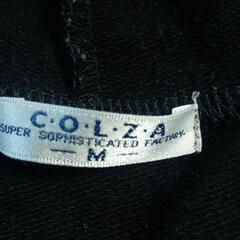 C·O·L·Z·A
SUPER SOPHISTICATED FACTORY.
M